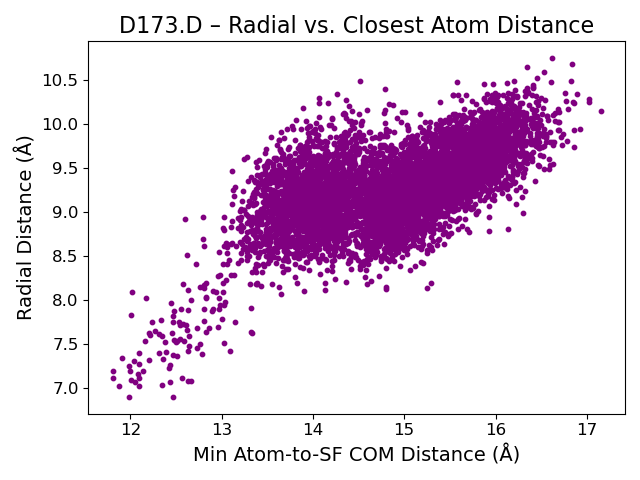 D173.D – Radial vs. Closest Atom Distance
Radial Distance (Å)
10.5
10.0
9.5
9.0
8.5
8.0
7.5
7.0
12 13 14 15 16 17
Min Atom-to-SF COM Distance (Å)